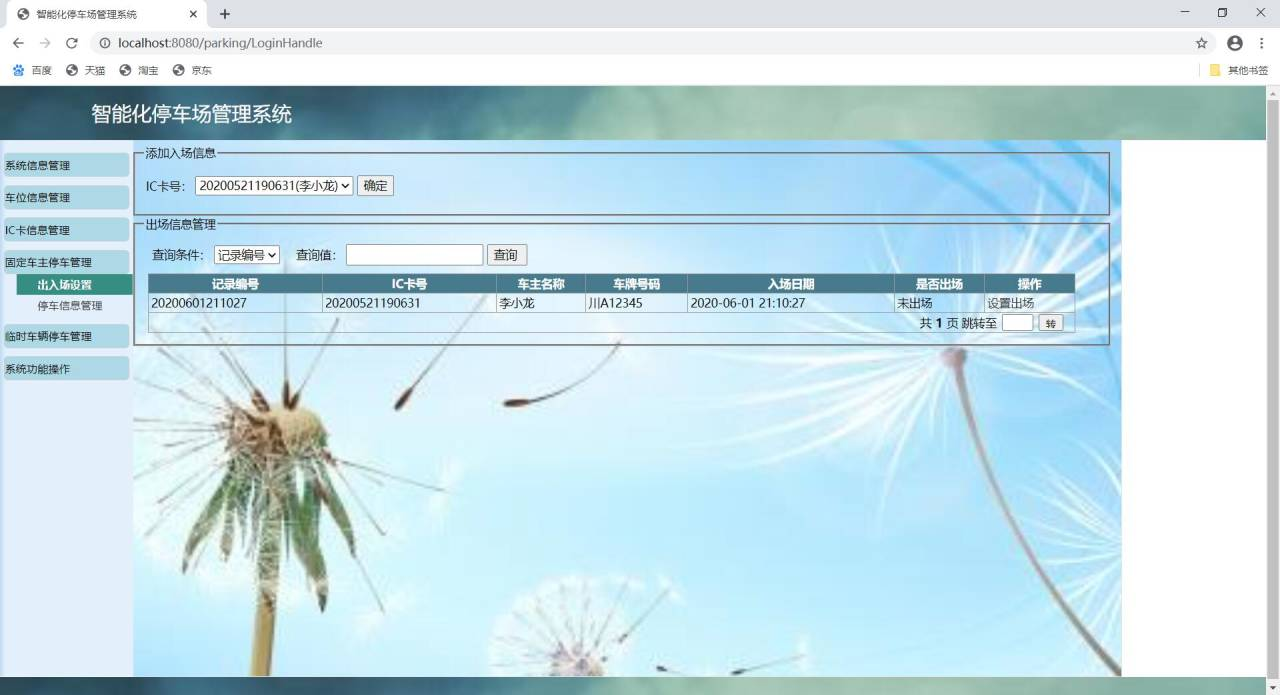 智能化停车场管理系统
localhost:8080/parking/LoginHandle
百度 天猫 淘宝 京东 其他书签
智能化停车场管理系统
系统信息管理
车位信息管理
IC卡信息管理
固定车主停车管理
出入场设置
停车信息管理
临时车辆停车管理
系统功能操作
添加入场信息
IC卡号： 20200521190631(李小龙) 确定
出场信息管理
查询条件： 记录编号 查询值： 查询
记录编号 IC卡号 车主名称 车牌号码 入场日期 是否出场 操作
20200601211027 20200521190631 李小龙 川A12345 2020-06-01 21:10:27 未出场 设置出场
共 1 页 跳转至 转